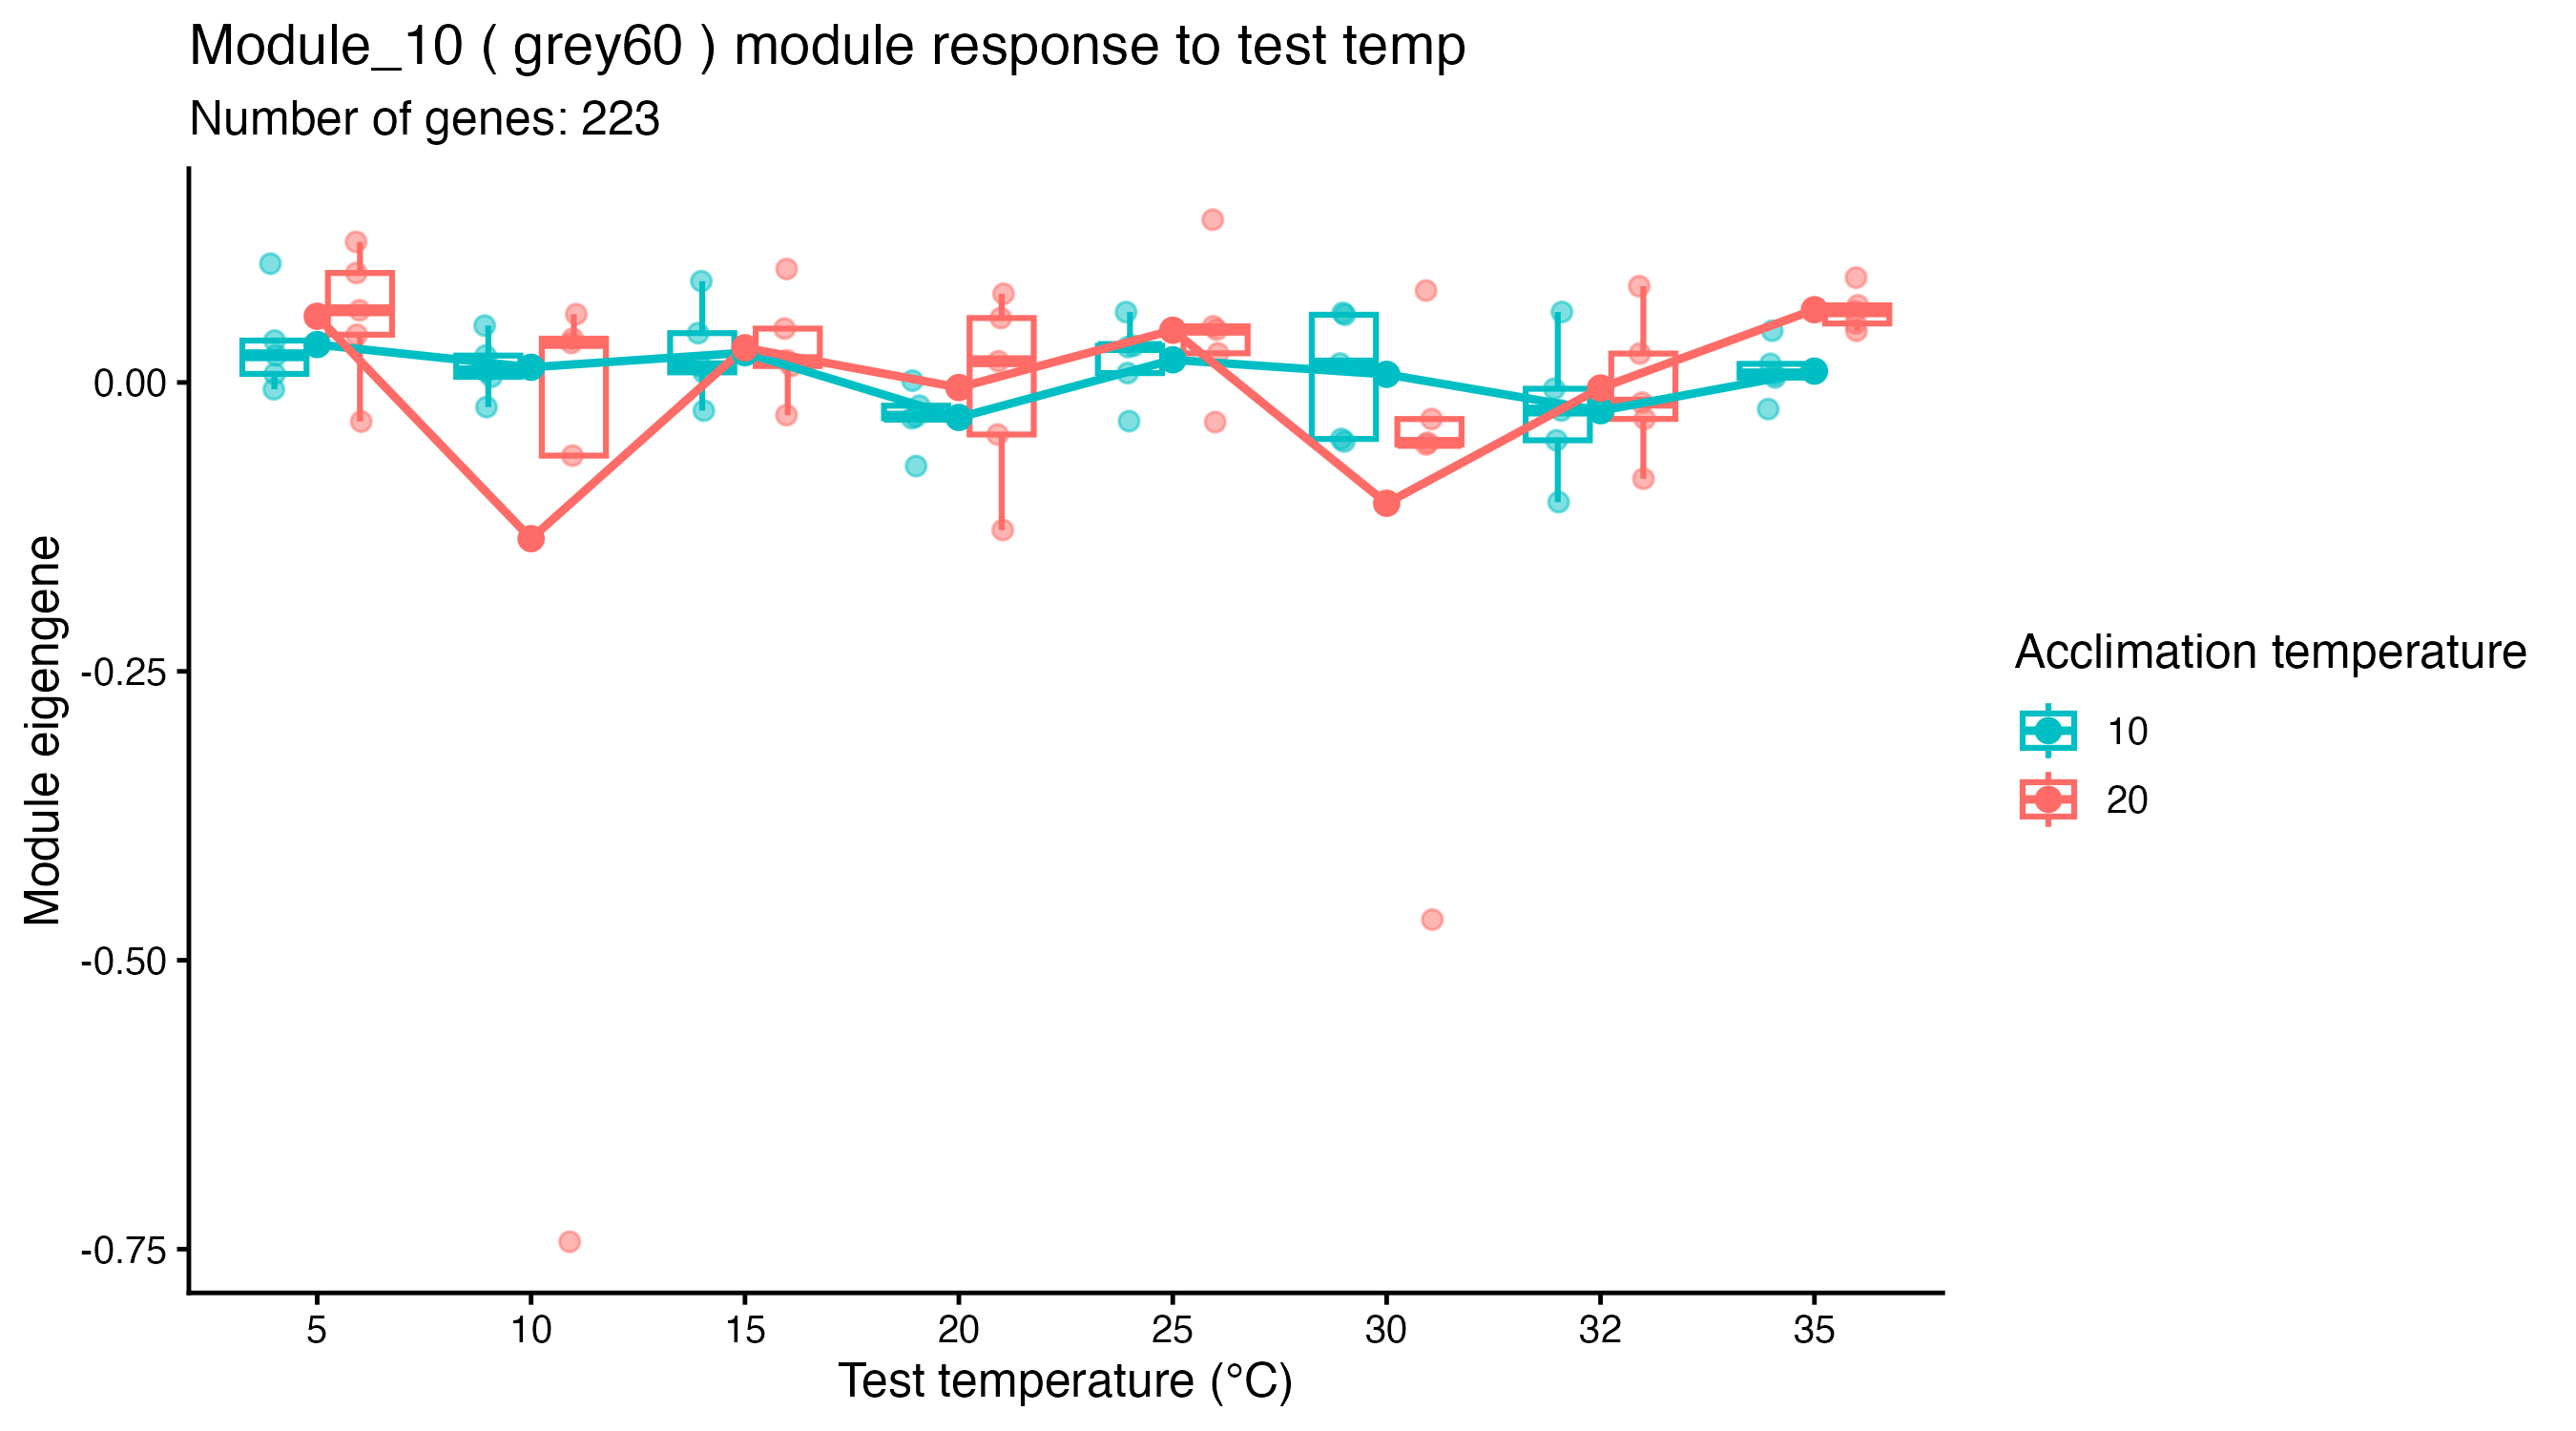 Module_10 ( grey60 ) module response to test temp
Number of genes: 223
Module eigengene
0.00
-0.25
-0.50
-0.75
5 10 15 20 25 30 32 35
Test temperature (°C)
Acclimation temperature
10
20